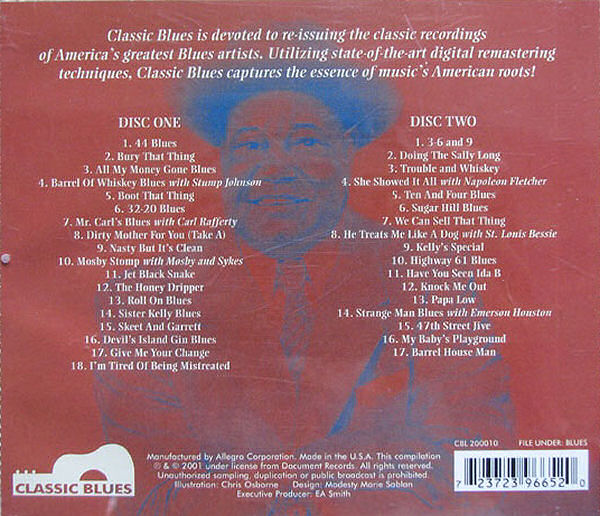 Classic Blues is devoted to re-issuing the classic recordings
of America's greatest Blues artists. Utilizing state-of-the-art digital remastering
techniques, Classic Blues captures the essence of music's American roots!
DISC ONE
1. 44 Blues
2. Bury That Thing
3. All My Money Gone Blues
4. Barrel Of Whiskey Blues with Stump Johnson
5. Boot That Thing
6. 32-20 Blues
7. Mr. Carl's Blues with Carl Rafferty
8. Dirty Mother For You (Take A)
9. Nasty But It's Clean
10. Mosby Stomp with Mosby and Sykes
11. Jet Black Snake
12. The Honey Dripper
13. Roll On Blues
14. Sister Kelly Blues
15. Skeet And Garrett
16. Devil's Island Gin Blues
17. Give Me Your Change
18. I'm Tired Of Being Mistreated
DISC TWO
1. 3-6 and 9
2. Doing The Sally Long
3. Trouble and Whiskey
4. She Showed It All with Napoleon Fletcher
5. Ten And Four Blues
6. Sugar Hill Blues
7. We Can Sell That Thing
8. He Treats Me Like A Dog with St. Louis Bessie
9. Kelly's Special
10. Highway 61 Blues
11. Have You Seen Ida B
12. Knock Me Out
13. Papa Low
14. Strange Man Blues with Emerson Houston
15. 47th Street Jive
16. My Baby's Playground
17. Barrel House Man
CLASSIC BLUES
Manufactured by Allegro Corporation. Made in the U.S.A. This compilation
℗ & © 2001 under license from Document Records. All rights reserved.
Unauthorized sampling, duplication or public broadcast is prohibited.
Illustration: Chris Osborne Design: Modesty Marie Sablan
Executive Producer: EA Smith
CBL 200010 FILE UNDER: BLUES
7 23723 96652 0